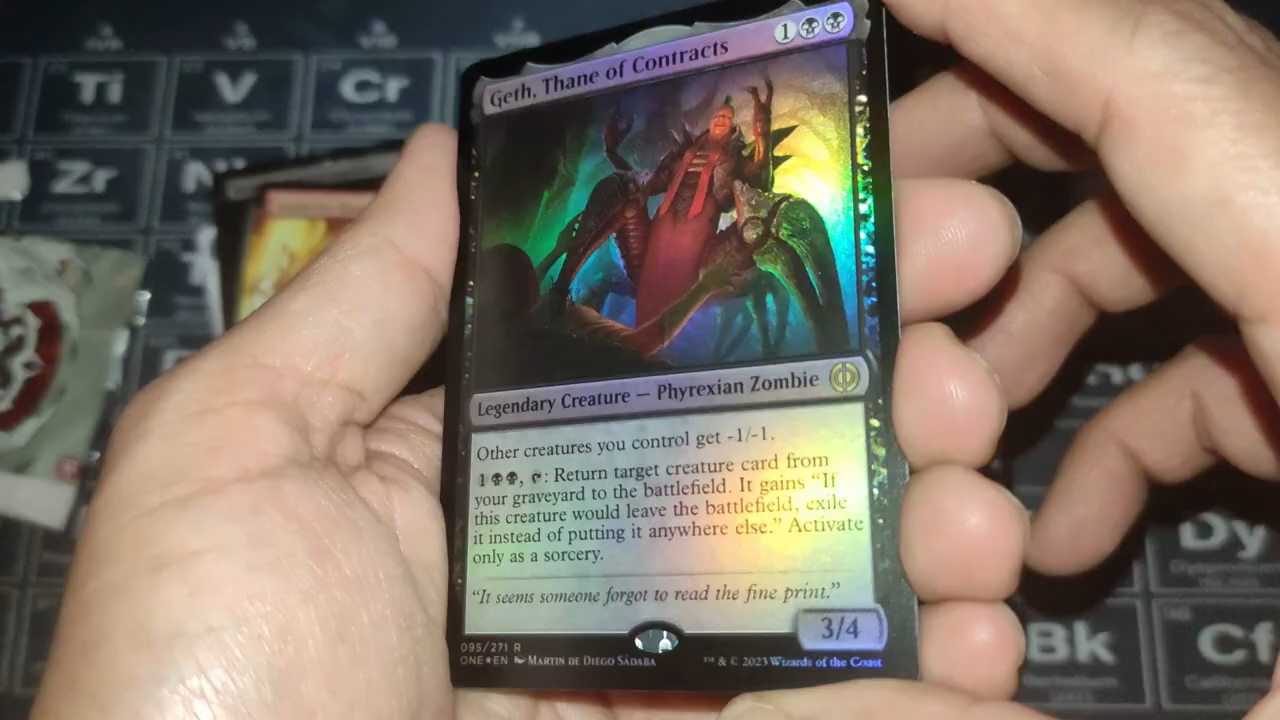 Ti
V
Cr
Zr
Geth, Thane of Contracts
1
Legendary Creature — Phyrexian Zombie
Other creatures you control get -1/-1.
1 , : Return target creature card from
your graveyard to the battlefield. It gains “If
this creature would leave the battlefield, exile
it instead of putting it anywhere else.” Activate
only as a sorcery.
“It seems someone forgot to read the fine print.”
3/4
095/271 R
ONE★EN MARTIN DE DIEGO SÁDABA
™ & © 2023 Wizards of the Coast
Dy
Bk
Cf